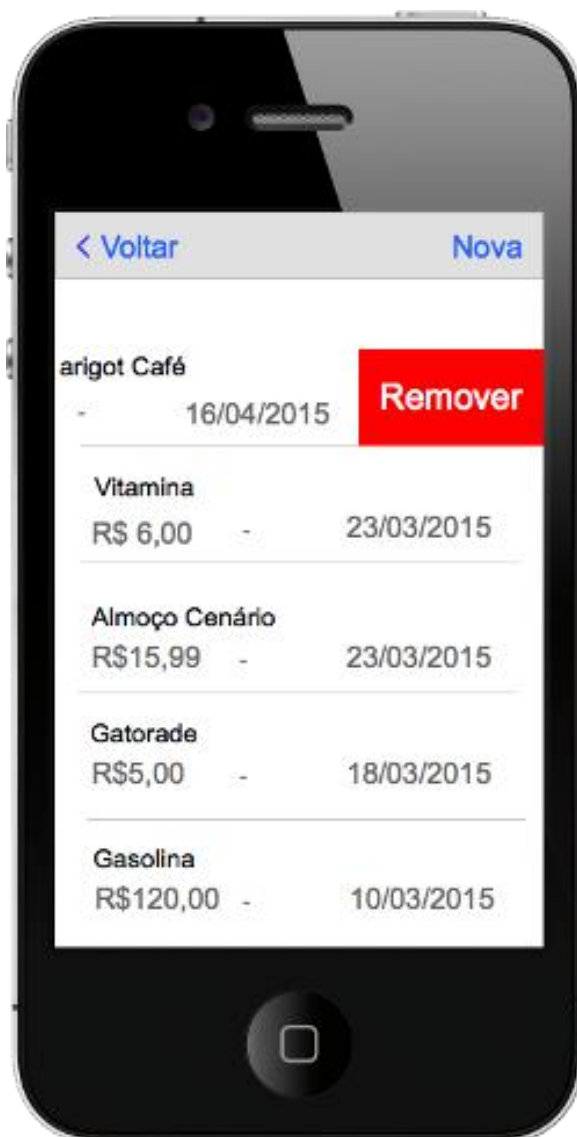 < Voltar Nova
arigot Café
- 16/04/2015 Remover
Vitamina
R$ 6,00 - 23/03/2015
Almoço Cenário
R$15,99 - 23/03/2015
Gatorade
R$5,00 - 18/03/2015
Gasolina
R$120,00 - 10/03/2015